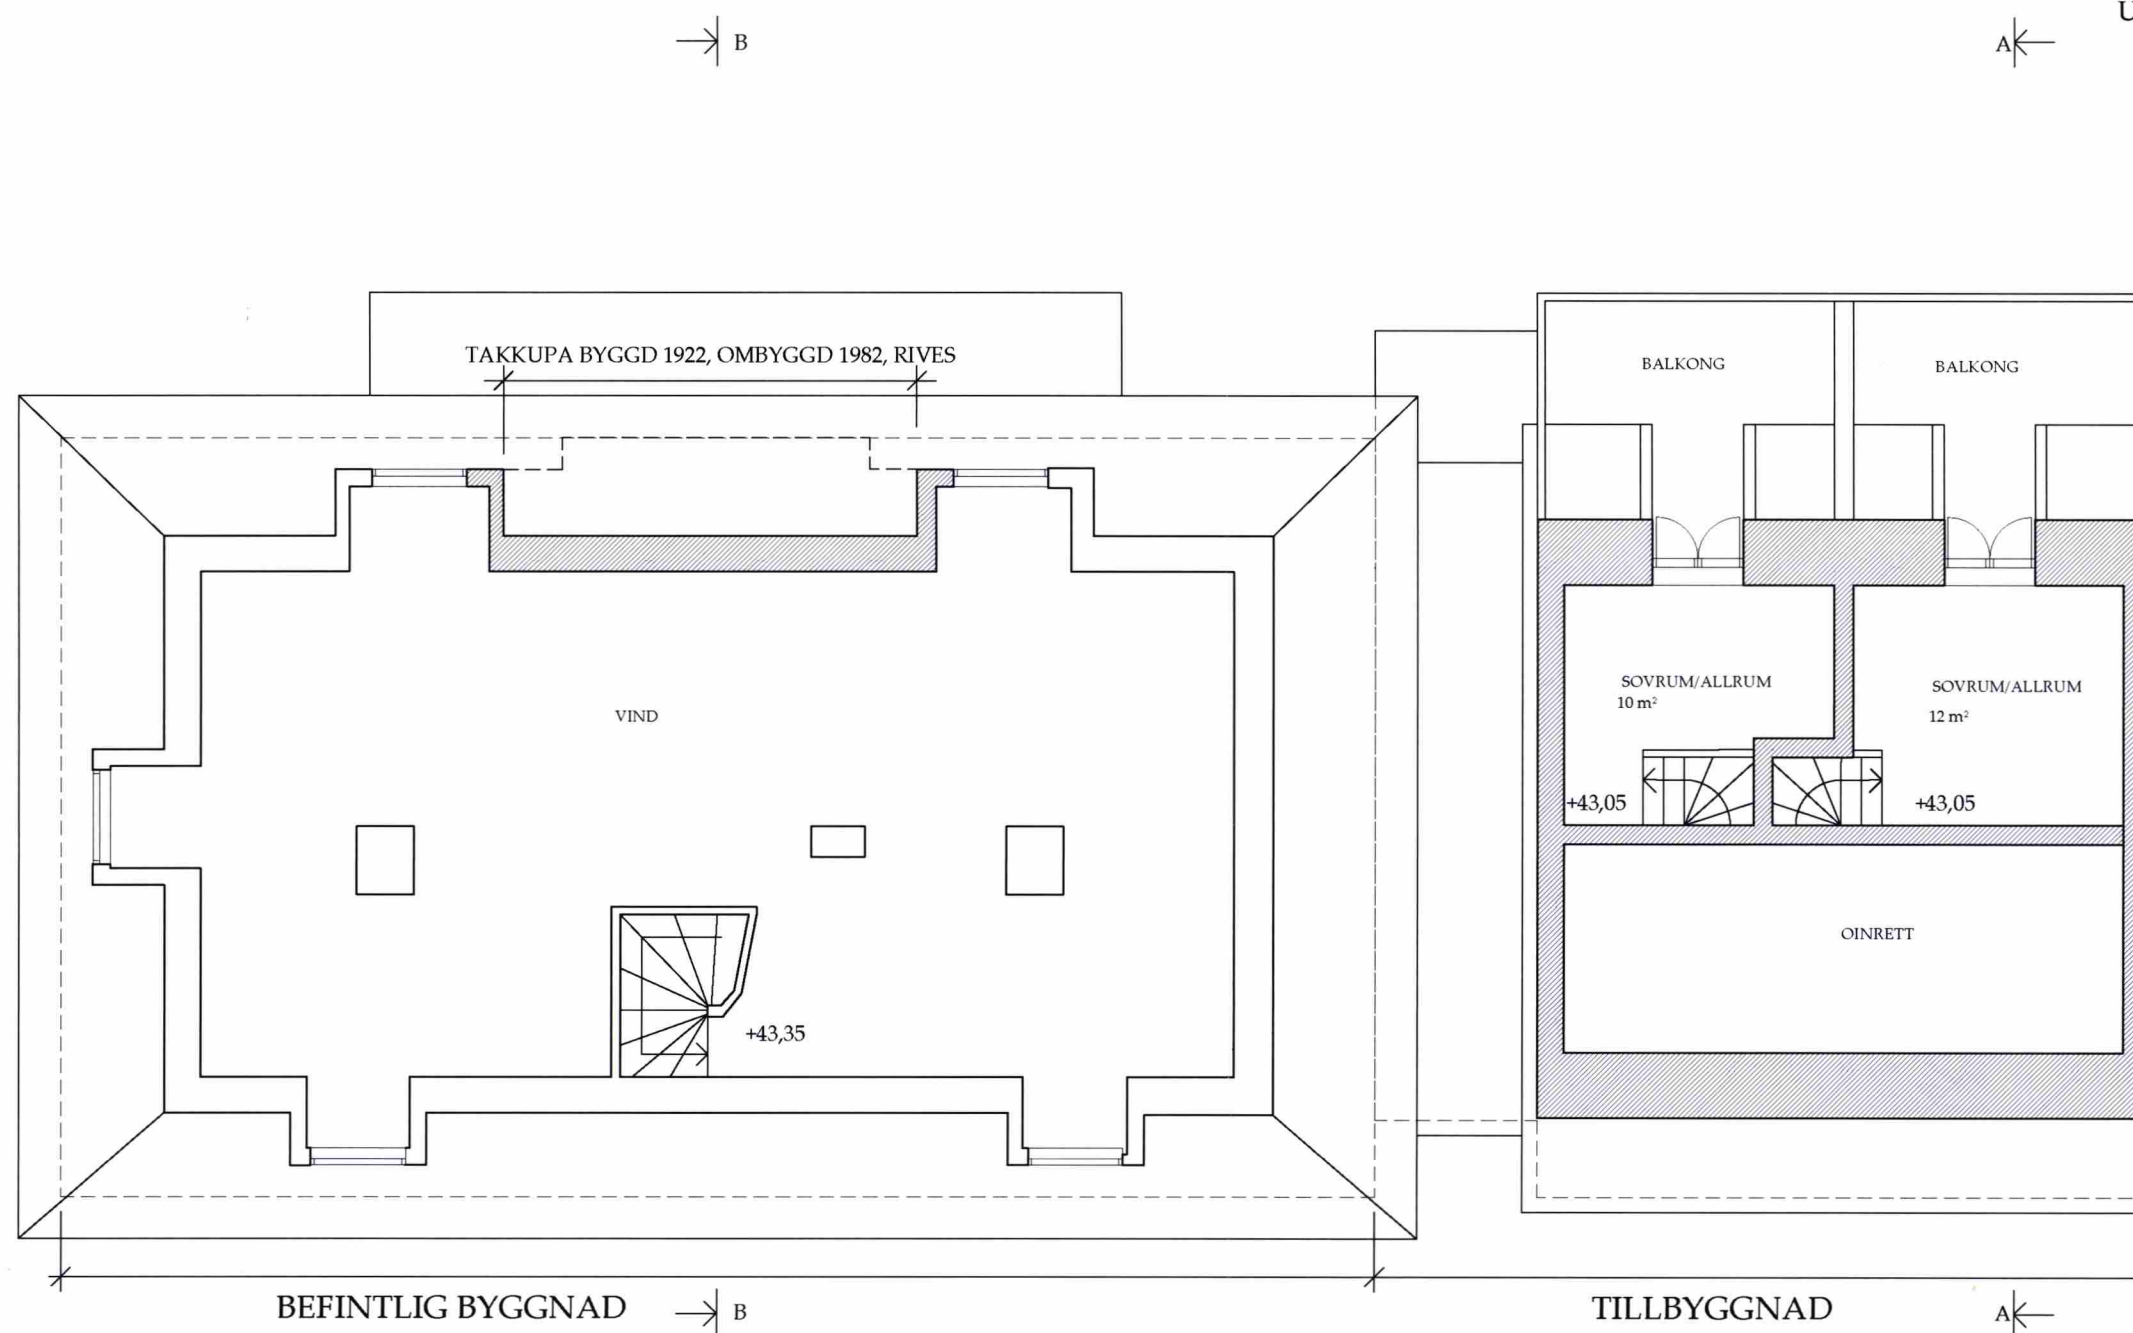 B
A
U
TAKKUPA BYGGD 1922, OMBYGGD 1982, RIVES
BALKONG
BALKONG
VIND
SOVRUM/ALLRUM
10 m²
SOVRUM/ALLRUM
12 m²
+43,05
+43,05
OINRETT
+43,35
BEFINTLIG BYGGNAD
B
TILLBYGGNAD
A